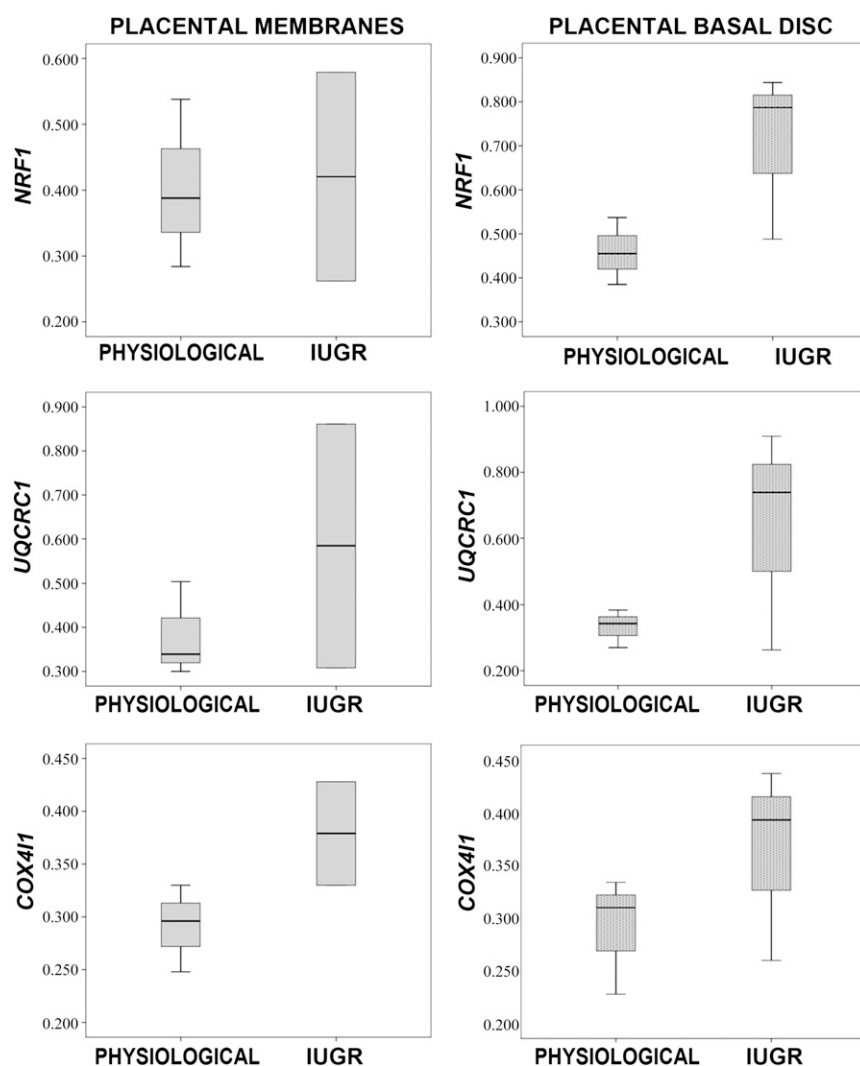 PLACENTAL MEMBRANES
NRF1
0.600
0.500
0.400
0.300
0.200
PHYSIOLOGICAL IUGR
PLACENTAL BASAL DISC
NRF1
0.900
0.800
0.700
0.600
0.500
0.400
0.300
PHYSIOLOGICAL IUGR
UQCRC1
0.900
0.800
0.700
0.600
0.500
0.400
0.300
PHYSIOLOGICAL IUGR
UQCRC1
1.000
0.800
0.600
0.400
0.200
PHYSIOLOGICAL IUGR
COX4I1
0.450
0.400
0.350
0.300
0.250
0.200
PHYSIOLOGICAL IUGR
COX4I1
0.450
0.400
0.350
0.300
0.250
0.200
PHYSIOLOGICAL IUGR